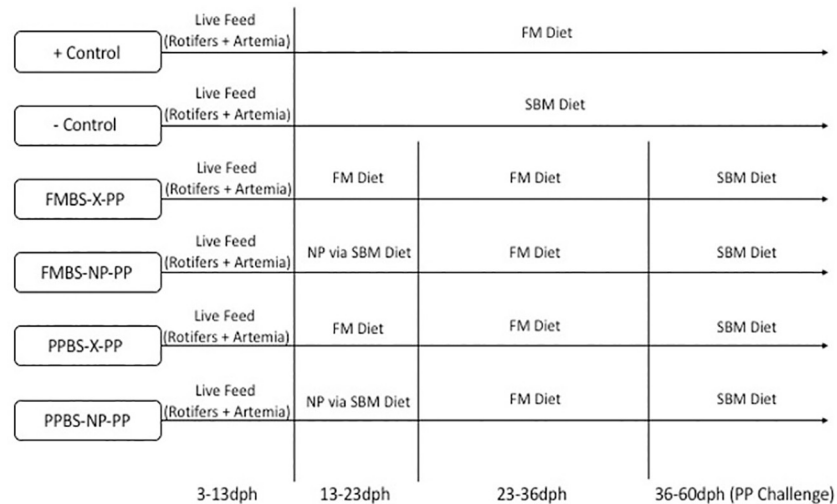 Live Feed
(Rotifers + Artemia)
FM Diet
+ Control
Live Feed
(Rotifers + Artemia)
SBM Diet
- Control
Live Feed
(Rotifers + Artemia)
FM Diet
FM Diet
SBM Diet
FMBS-X-PP
Live Feed
(Rotifers + Artemia)
NP via SBM Diet
FM Diet
SBM Diet
FMBS-NP-PP
Live Feed
(Rotifers + Artemia)
FM Diet
FM Diet
SBM Diet
PPBS-X-PP
Live Feed
(Rotifers + Artemia)
NP via SBM Diet
FM Diet
SBM Diet
PPBS-NP-PP
3-13dph
13-23dph
23-36dph
36-60dph (PP Challenge)